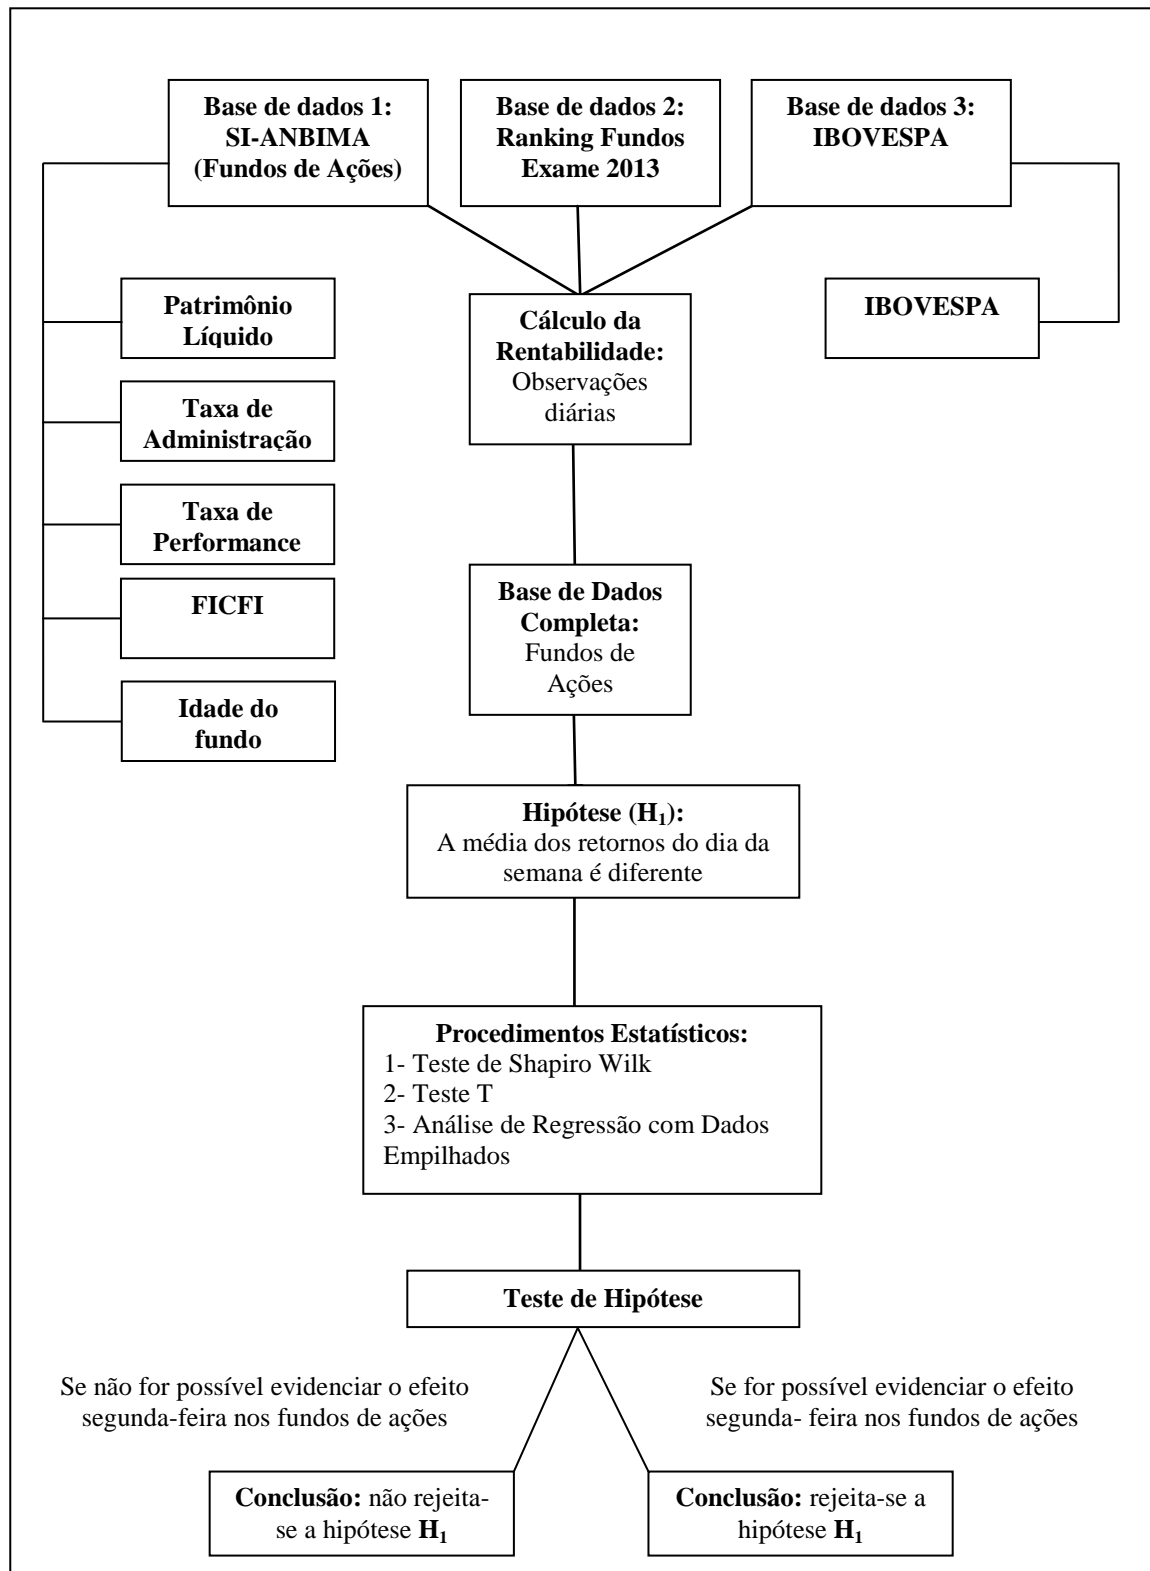 Base de dados 1:
SI-ANBIMA
(Fundos de Ações)
Base de dados 2:
Ranking Fundos
Exame 2013
Base de dados 3:
IBOVESPA
Patrimônio
Líquido
Taxa de
Administração
Taxa de
Performance
FICFI
Idade do
fundo
Cálculo da
Rentabilidade:
Observações
diárias
IBOVESPA
Base de Dados
Completa:
Fundos de
Ações
Hipótese (H₁):
A média dos retornos do dia da
semana é diferente
Procedimentos Estatísticos:
1- Teste de Shapiro Wilk
2- Teste T
3- Análise de Regressão com Dados
Empilhados
Teste de Hipótese
Se não for possível evidenciar o efeito
segunda-feira nos fundos de ações
Se for possível evidenciar o efeito
segunda- feira nos fundos de ações
Conclusão: não rejeita-
se a hipótese H₁
Conclusão: rejeita-se a
hipótese H₁